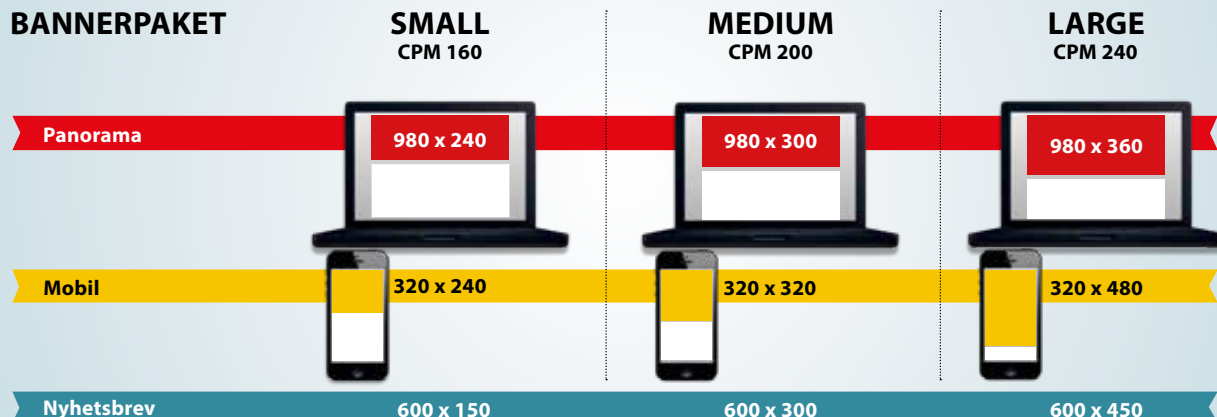 BANNERPAKET SMALL MEDIUM LARGE
CPM 160 CPM 200 CPM 240
Panorama 980 x 240 980 x 300 980 x 360
Mobil 320 x 240 320 x 320 320 x 480
Nyhetsbrev 600 x 150 600 x 300 600 x 450